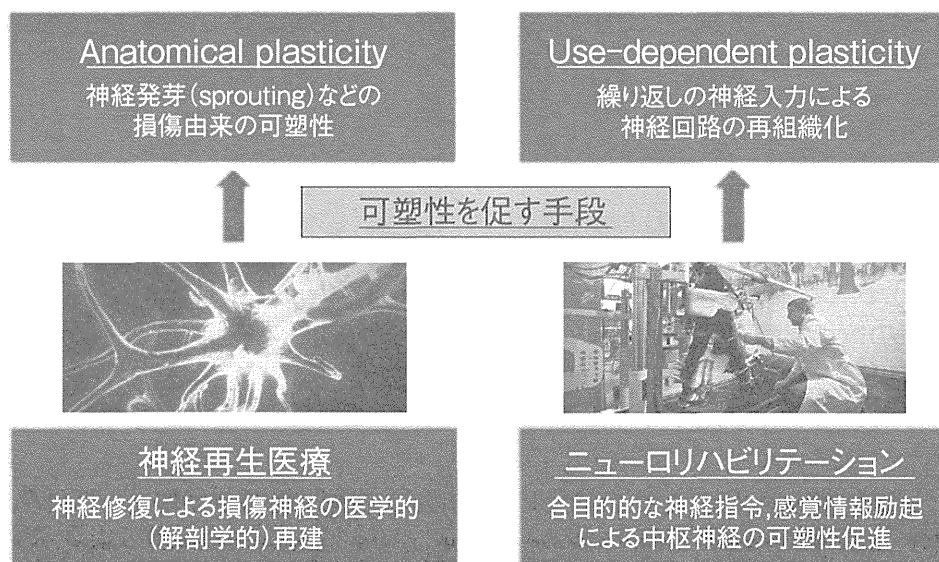 Anatomical plasticity
神経発芽(sprouting)などの
損傷由来の可塑性
Use-dependent plasticity
繰り返しの神経入力による
神経回路の再組織化
可塑性を促す手段
神経再生医療
神経修復による損傷神経の医学的
(解剖学的)再建
ニューロリハビリテーション
合目的的な神経指令,感覚情報励起
による中枢神経の可塑性促進